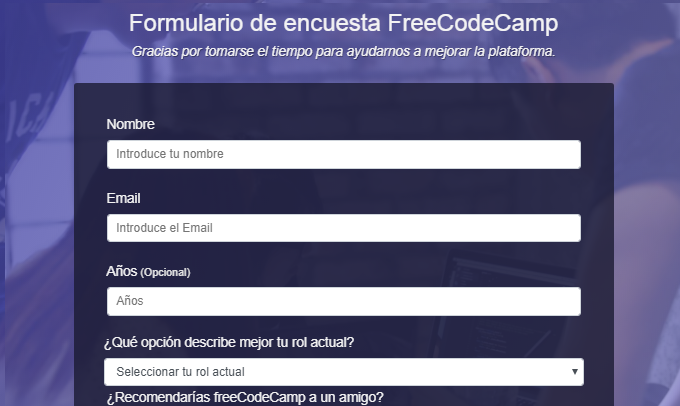 Formulario de encuesta FreeCodeCamp
Gracias por tomarse el tiempo para ayudarnos a mejorar la plataforma.
Nombre
Introduce tu nombre
Email
Introduce el Email
Años (Opcional)
Años
¿Qué opción describe mejor tu rol actual?
Seleccionar tu rol actual
¿Recomendarías freeCodeCamp a un amigo?